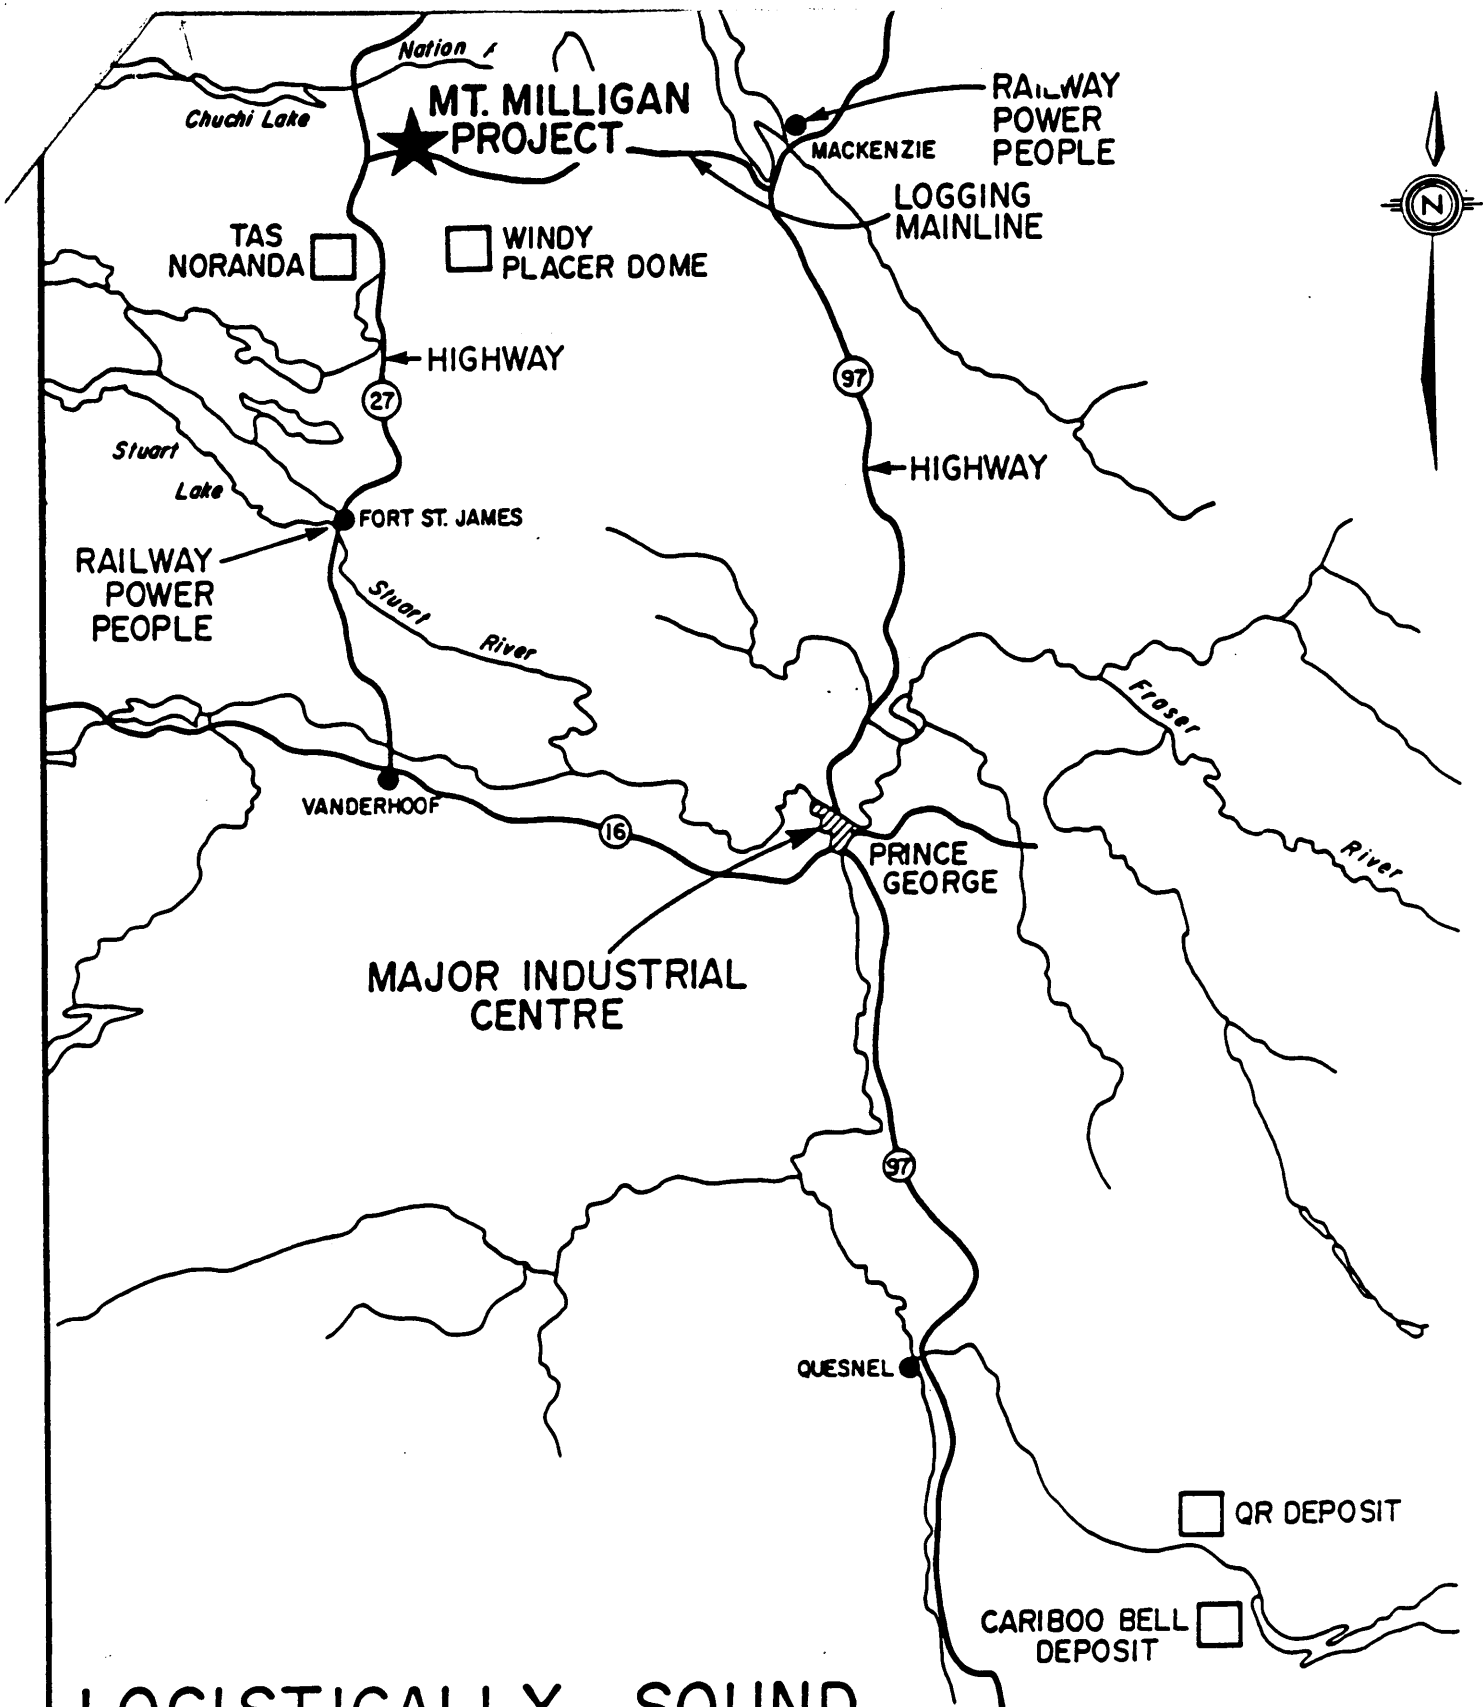 Nation
Chuchi Lake
MT. MILLIGAN
PROJECT
RAILWAY
POWER
PEOPLE
MACKENZIE
LOGGING
MAINLINE
N
TAS
NORANDA
WINDY
PLACER DOME
HIGHWAY
27
97
HIGHWAY
Stuart
Lake
FORT ST. JAMES
RAILWAY
POWER
PEOPLE
Stuart
River
Fraser
River
VANDERHOOF
16
PRINCE
GEORGE
MAJOR INDUSTRIAL
CENTRE
97
QUESNEL
QR DEPOSIT
CARIBOO BELL
DEPOSIT
LOGISTICALLY SOUND